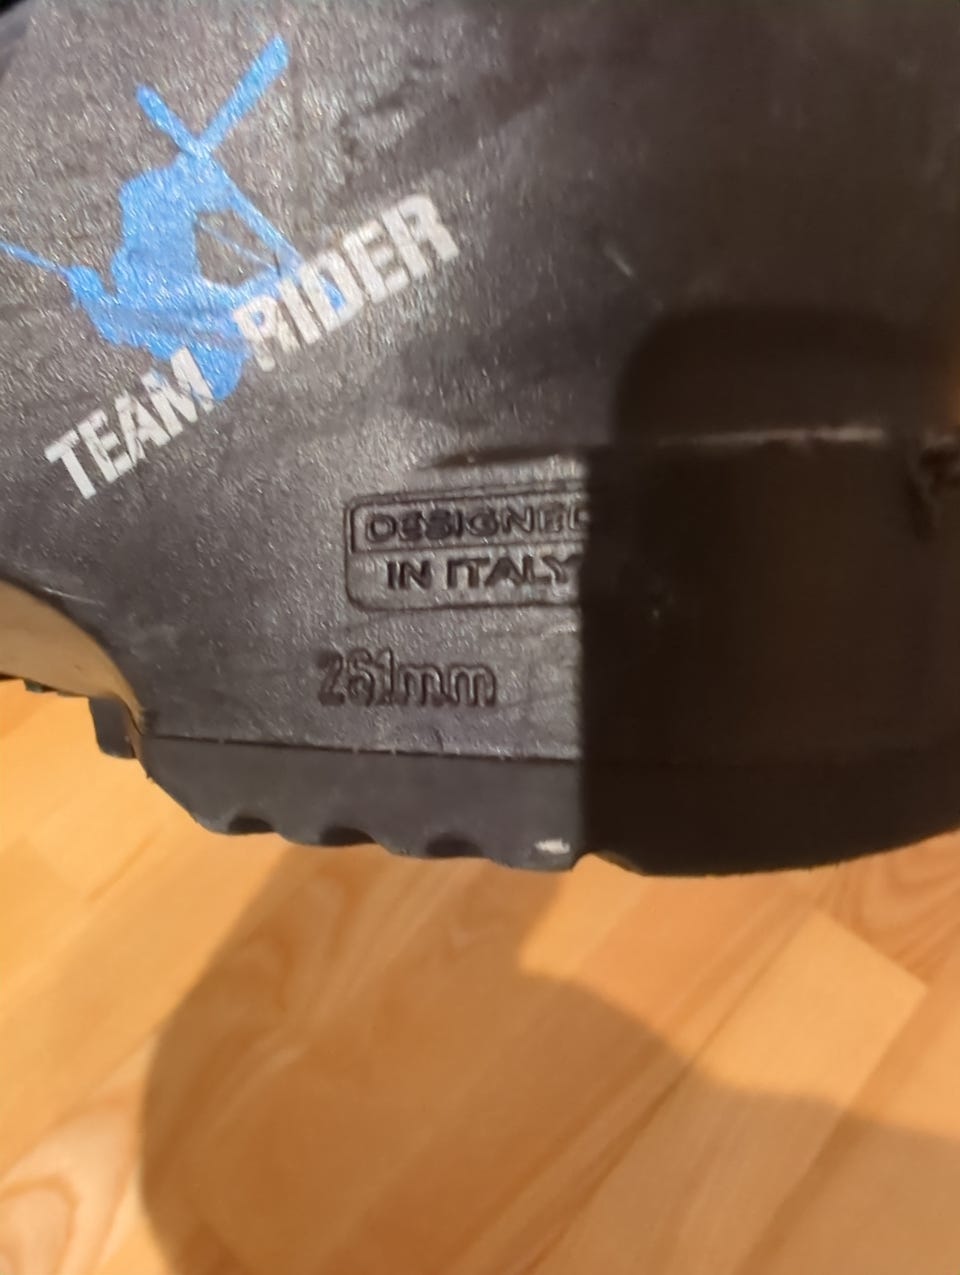 TEAM RIDER
DESIGNED
IN ITALY
261mm